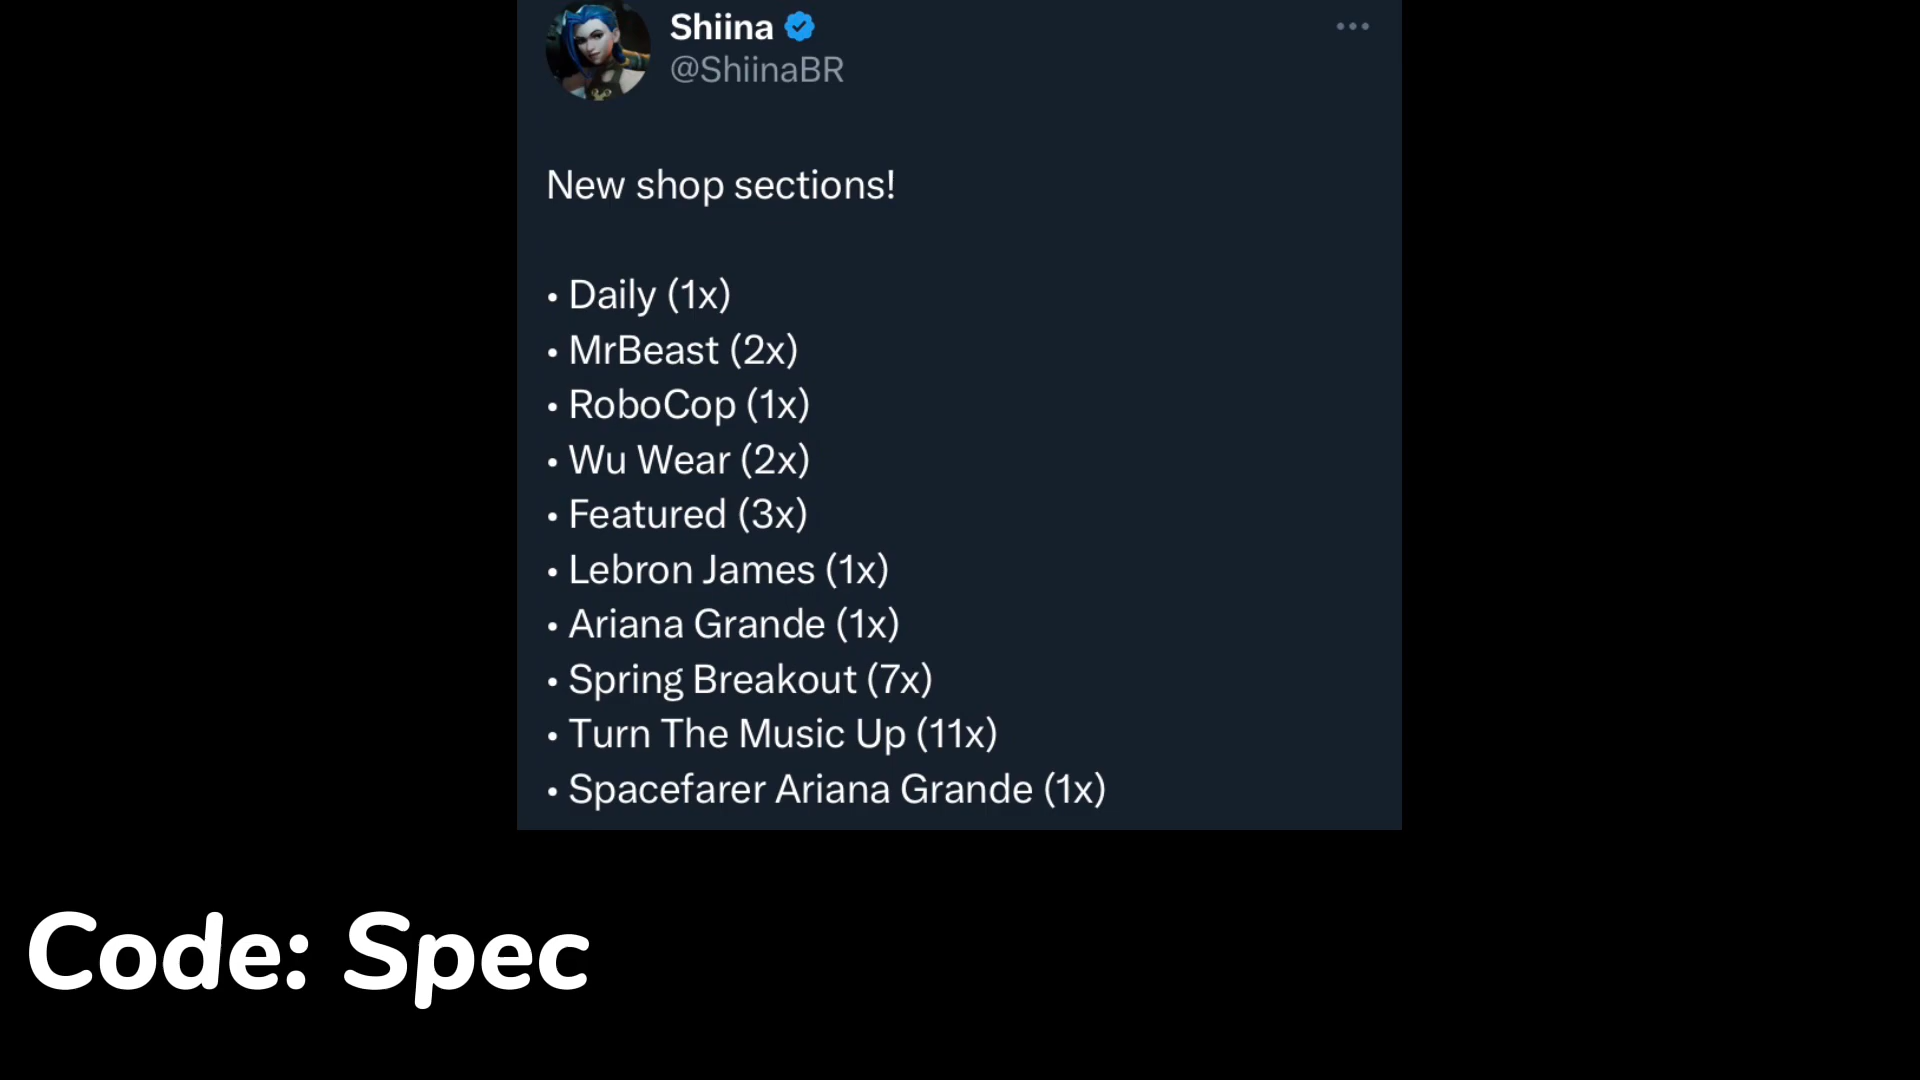 Shiina
@ShiinaBR
New shop sections!
• Daily (1x)
• MrBeast (2x)
• RoboCop (1x)
• Wu Wear (2x)
• Featured (3x)
• Lebron James (1x)
• Ariana Grande (1x)
• Spring Breakout (7x)
• Turn The Music Up (11x)
• Spacefarer Ariana Grande (1x)
Code: Spec